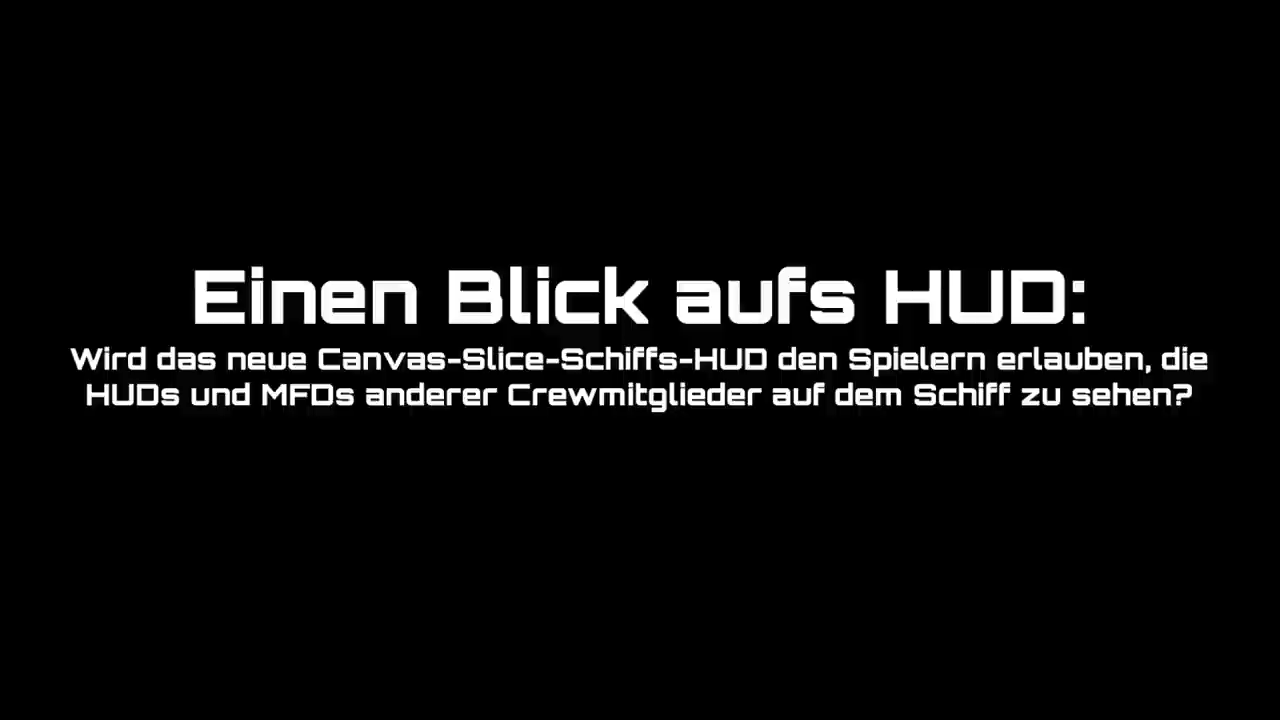 Einen Blick aufs HUD:
Wird das neue Canvas-Slice-Schiffs-HUD den Spielern erlauben, die
HUDs und MFDs anderer Crewmitglieder auf dem Schiff zu sehen?